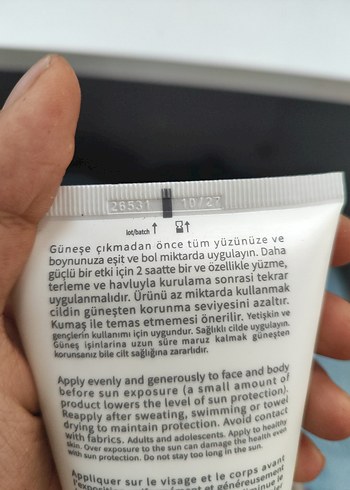 26531 10/27
lot/batch
Güneşe çıkmadan önce tüm yüzünüze ve
boynunuza eşit ve bol miktarda uygulayın. Daha
güçlü bir etki için 2 saatte bir ve özellikle yüzme,
terleme ve havluyla kurulama sonrası tekrar
uygulanmalıdır. Ürünü az miktarda kullanmak
cildin güneşten korunma seviyesini azaltır.
Kumaş ile temas etmemesi önerilir. Yetişkin ve
gençlerin kullanımı için uygundur. Sağlıklı cilde uygulayın.
Güneş ışınlarına uzun süre maruz kalmak güneşten
korunsanız bile cilt sağlığına zararlıdır.
Apply evenly and generously to face and body
before sun exposure (a small amount of
product lowers the level of sun protection).
Reapply after sweating, swimming or towel
drying to maintain protection. Avoid contact
with fabrics. Adults and adolescents. Apply to healthy
skin. Over exposure to the sun can damage the health even
with sun protection. Do not stay too long in the sun.
Appliquer sur le visage et le corps avant
l'exposition et généreusement